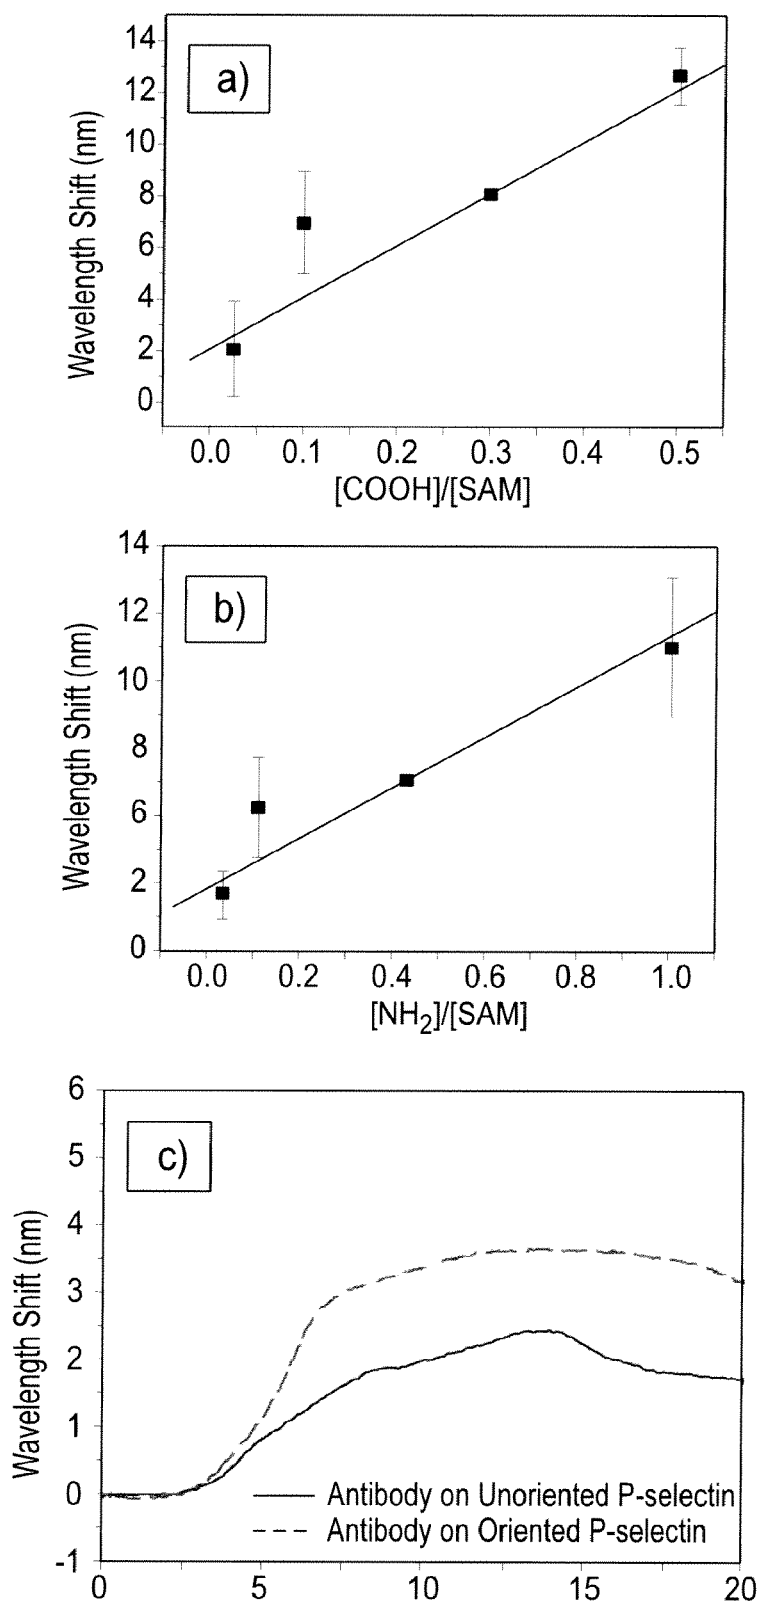 a)
Wavelength Shift (nm)
14
12
10
8
6
4
2
0
0.0 0.1 0.2 0.3 0.4 0.5
[COOH]/[SAM]
b)
Wavelength Shift (nm)
14
12
10
8
6
2
0
0.0 0.2 0.4 0.6 0.8 1.0
[NH2]/[SAM]
c)
Wavelength Shift (nm)
6
5
4
3
2
1
0
-1
Antibody on Unoriented P-selectin
Antibody on Oriented P-selectin
0 5 10 15 20